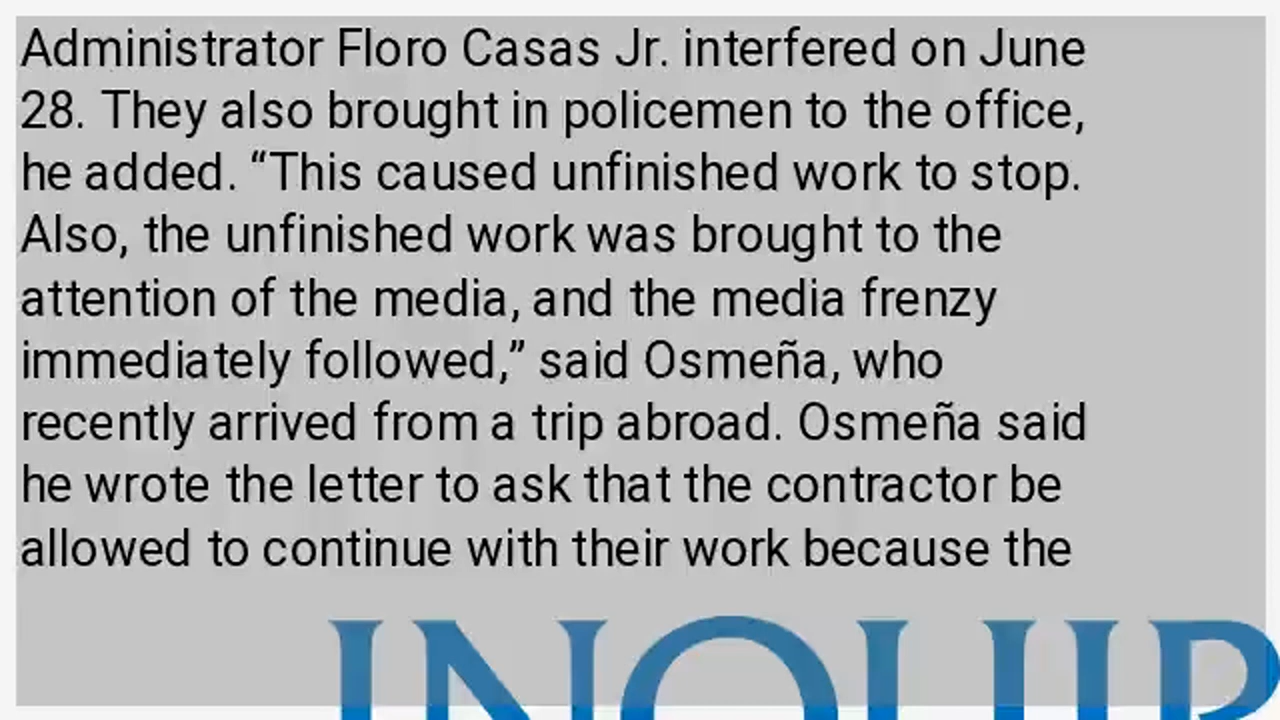 Administrator Floro Casas Jr. interfered on June
28. They also brought in policemen to the office,
he added. “This caused unfinished work to stop.
Also, the unfinished work was brought to the
attention of the media, and the media frenzy
immediately followed,” said Osmeña, who
recently arrived from a trip abroad. Osmeña said
he wrote the letter to ask that the contractor be
allowed to continue with their work because the